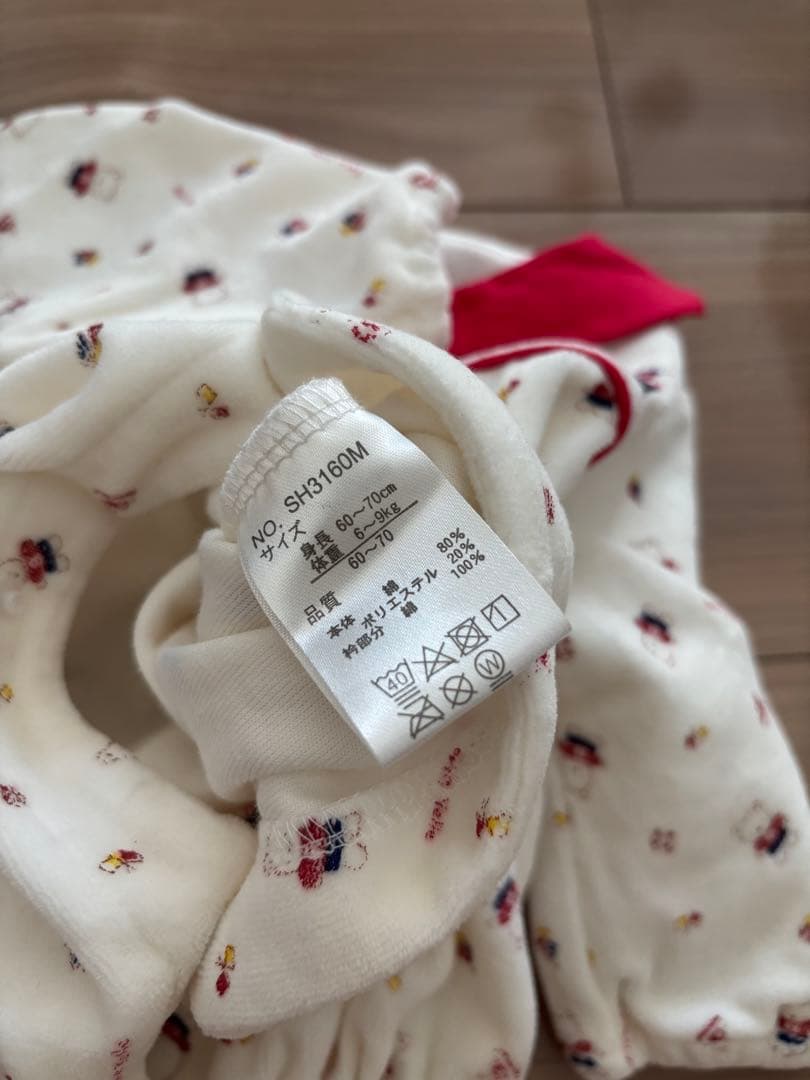 NO. SH3160M
サイズ
身長 60〜70cm
体重 6〜9kg
60〜70
品質
本体 綿 80%
ポリエステル 20%
衿部分 綿 100%
40
1
W